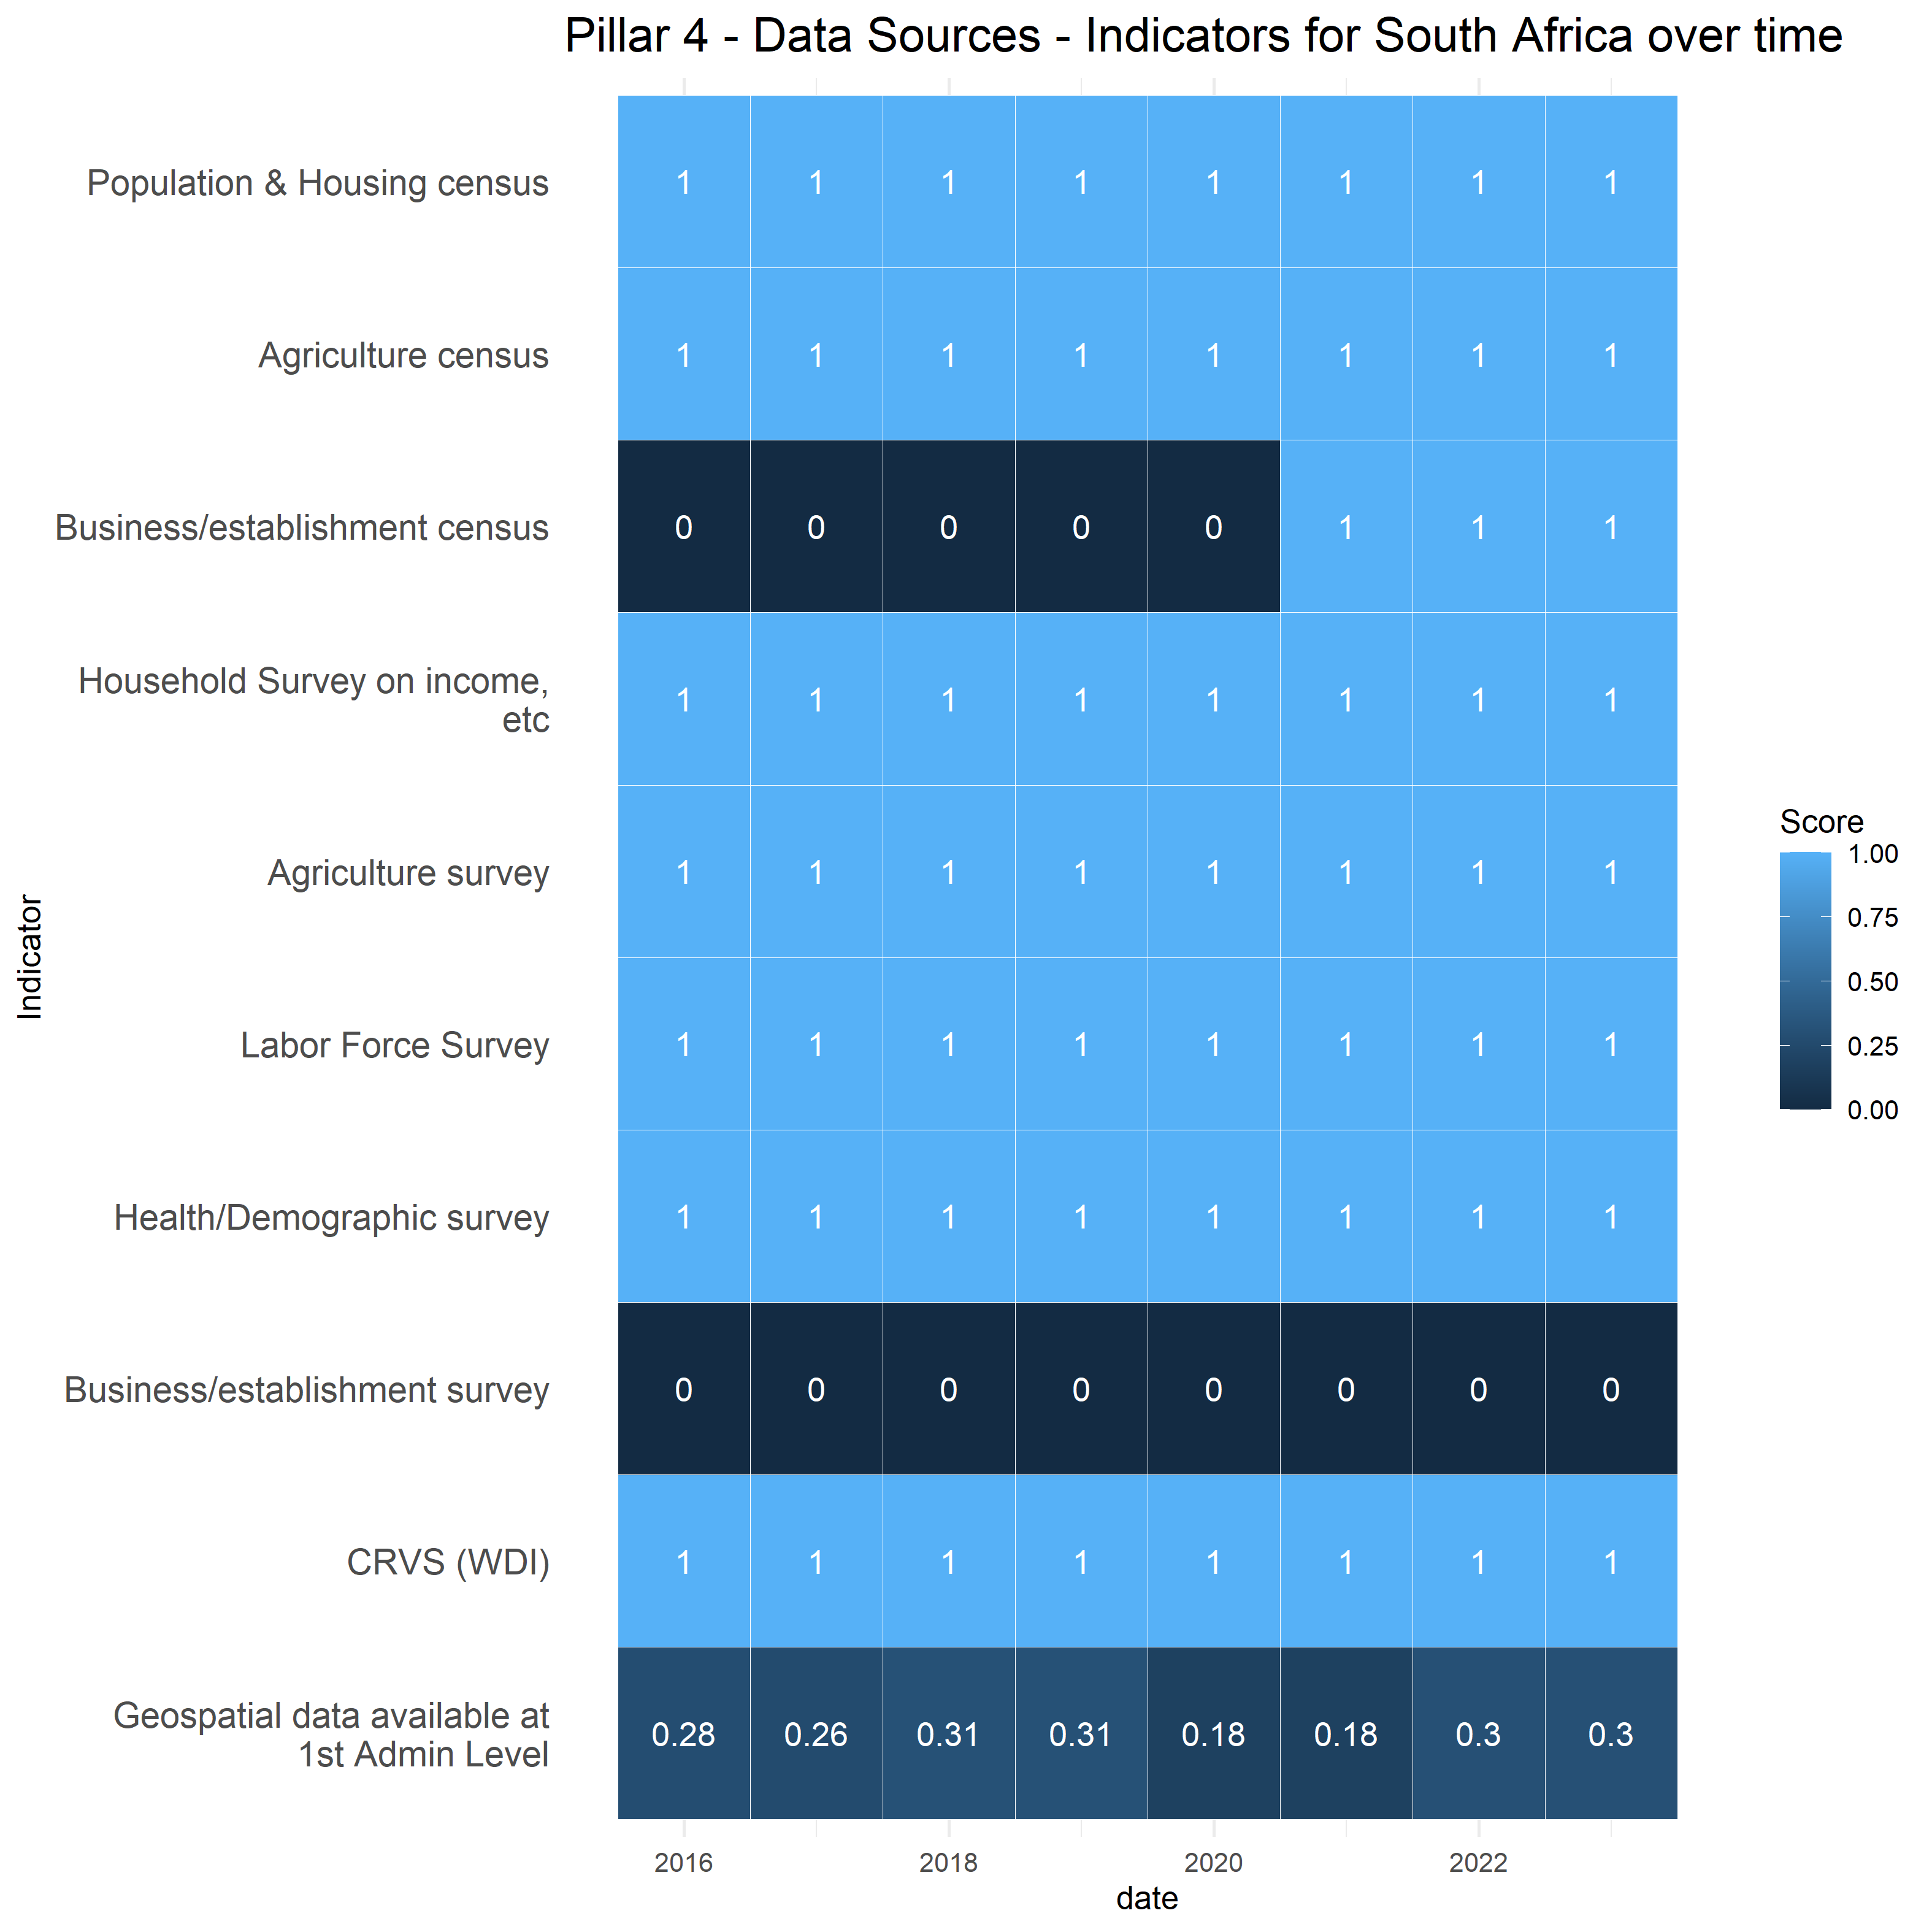 Pillar 4 - Data Sources - Indicators for South Africa over time
Population & Housing census
1 1 1 1 1 1 1 1
Agriculture census
1 1 1 1 1 1 1 1
Business/establishment census
0 0 0 0 0 1 1 1
Household Survey on income,
etc
1 1 1 1 1 1 1 1
Agriculture survey
1 1 1 1 1 1 1 1
Labor Force Survey
1 1 1 1 1 1 1 1
Health/Demographic survey
1 1 1 1 1 1 1 1
Business/establishment survey
0 0 0 0 0 0 0 0
CRVS (WDI)
1 1 1 1 1 1 1 1
Geospatial data available at
1st Admin Level
0.28 0.26 0.31 0.31 0.18 0.18 0.3 0.3
2016 2018 2020 2022
date
Indicator
Score
1.00
0.75
0.50
0.25
0.00